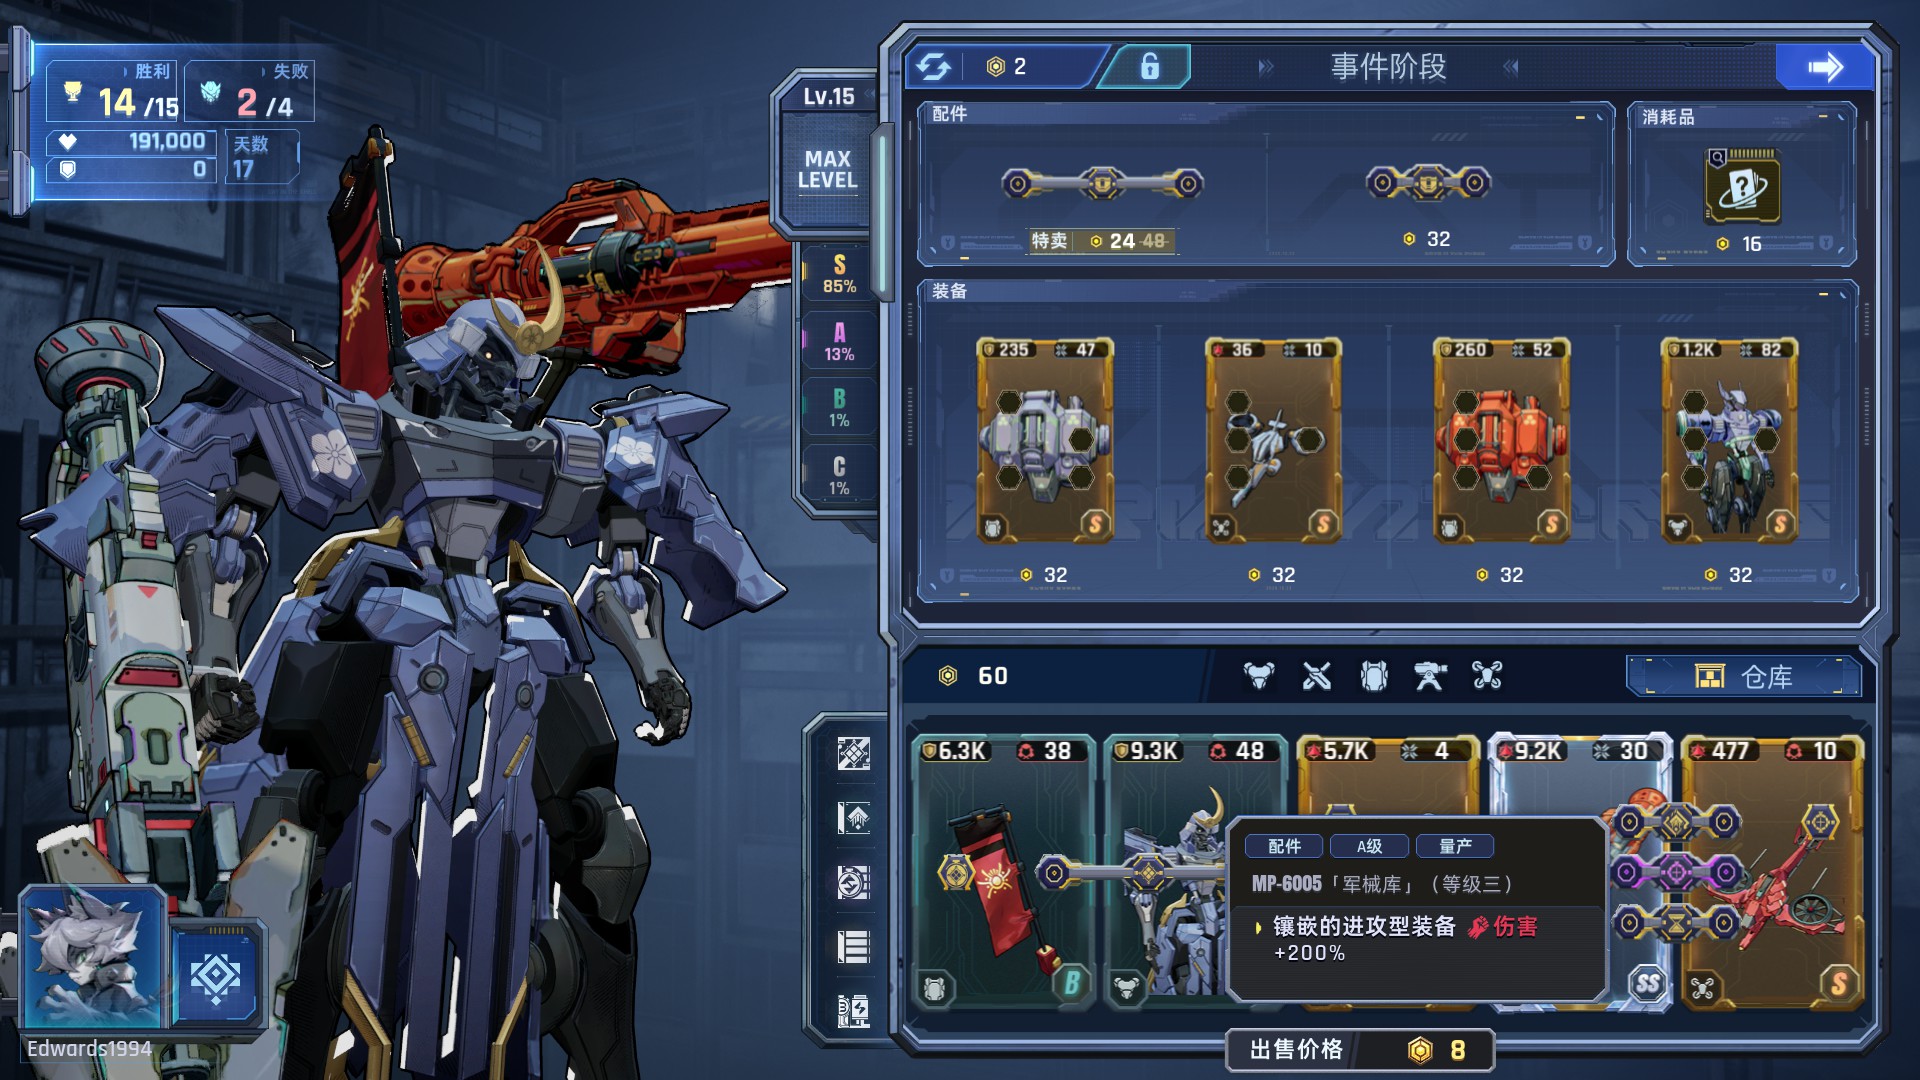 胜利
14 /15
失败
2 /4
191,000
0
天数
17
Lv.15
MAX
LEVEL
S
85%
A
13%
B
1%
C
1%
2
事件阶段
配件
特卖 24 48
32
消耗品
16
装备
235 47
36 10
260 52
1.2K 82
S
S
S
S
32
32
32
32
60
仓库
6.3K 38
9.3K 48
5.7K 4
9.2K 30
477 10
B
SS
S
配件
A级
量产
MP-6005「军械库」（等级三）
镶嵌的进攻型装备 伤害
+200%
出售价格 8
Edwards1994